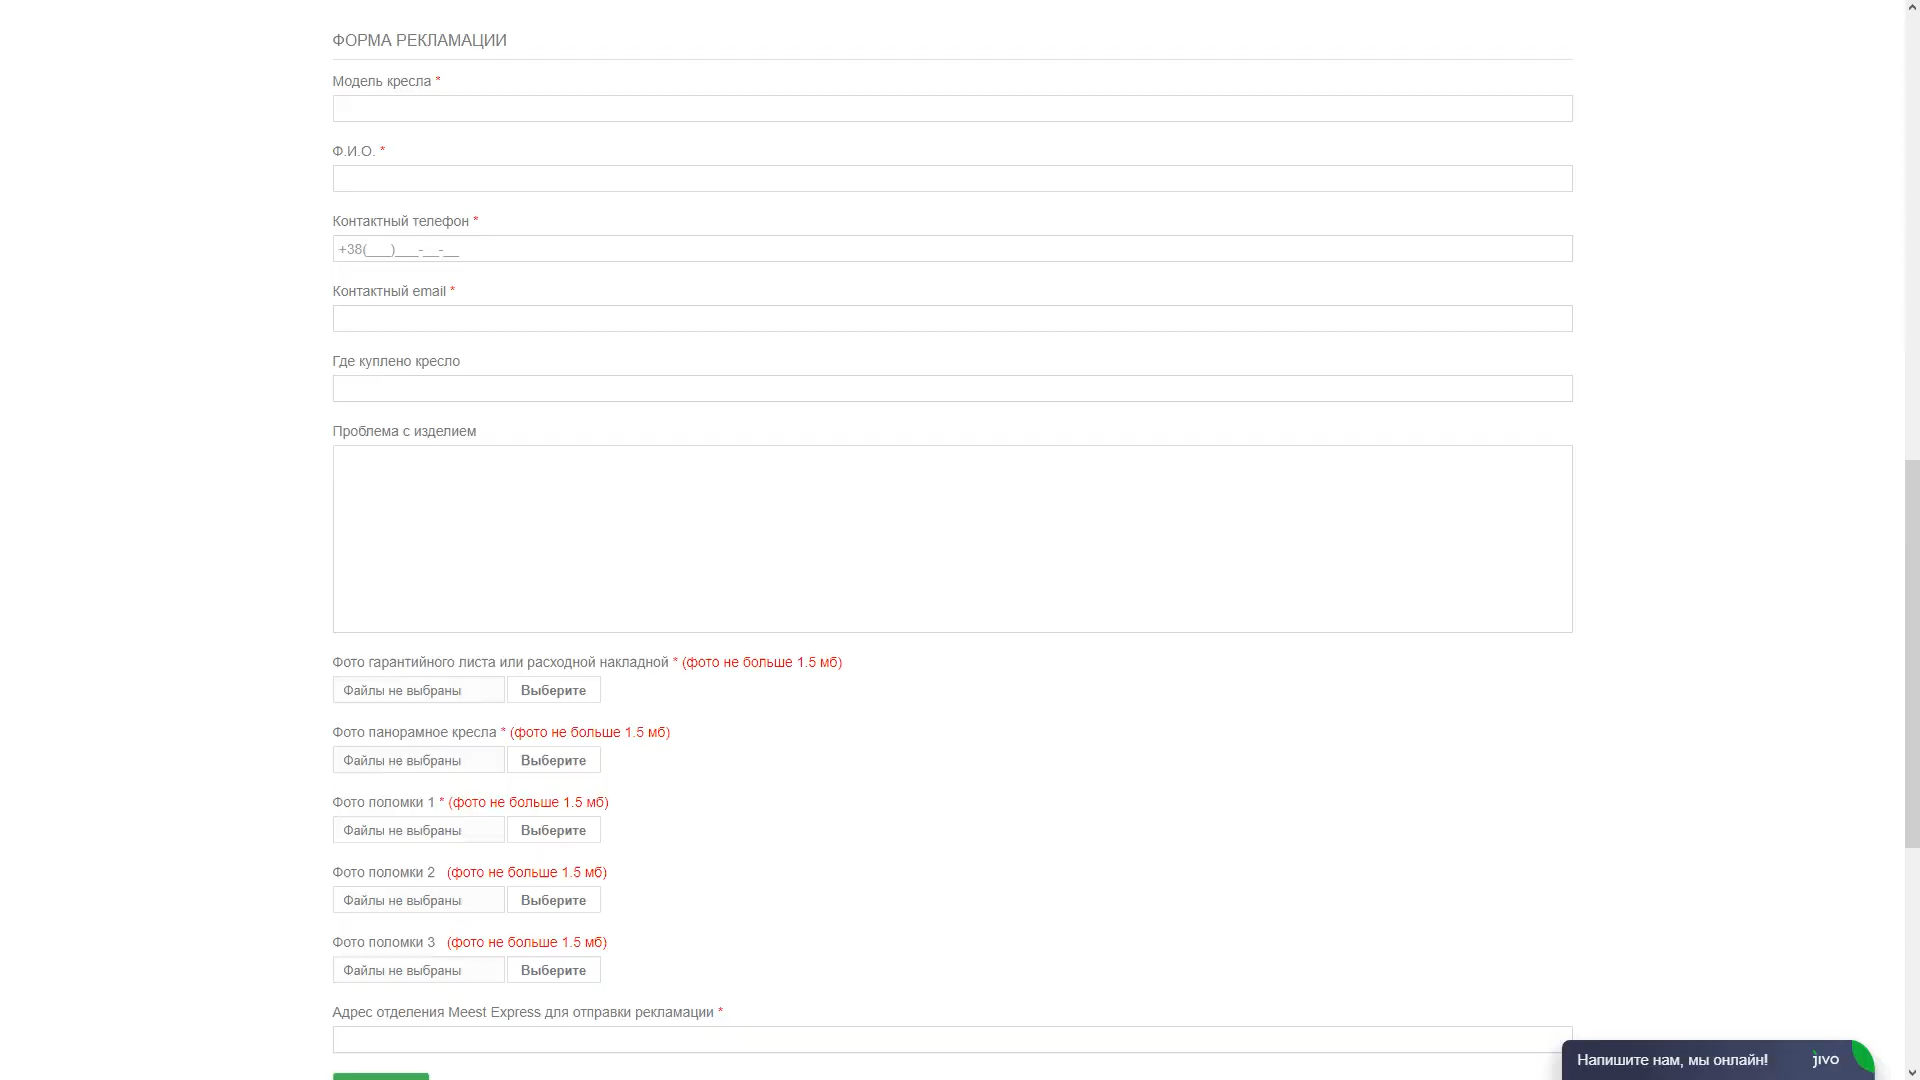 ФОРМА РЕКЛАМАЦИИ
Модель кресла *
Ф.И.О. *
Контактный телефон *
+38(___)___-__-__
Контактный email *
Где куплено кресло
Проблема с изделием
Фото гарантийного листа или расходной накладной * (фото не больше 1.5 мб)
Файлы не выбраны Выберите
Фото панорамное кресла * (фото не больше 1.5 мб)
Файлы не выбраны Выберите
Фото поломки 1 * (фото не больше 1.5 мб)
Файлы не выбраны Выберите
Фото поломки 2 (фото не больше 1.5 мб)
Файлы не выбраны Выберите
Фото поломки 3 (фото не больше 1.5 мб)
Файлы не выбраны Выберите
Адрес отделения Meest Express для отправки рекламации *
Напишите нам, мы онлайн! jivo